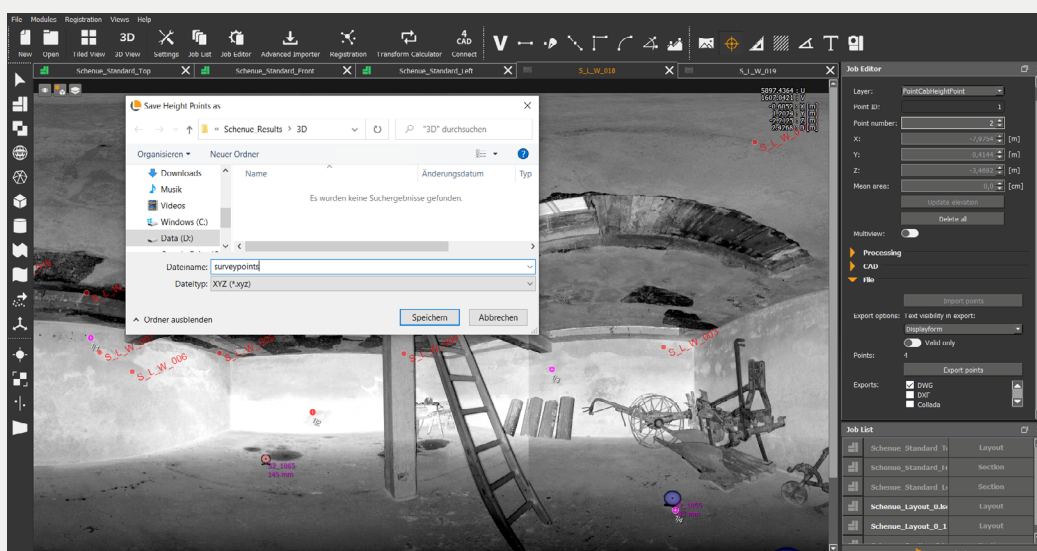 File Modules Registration Views Help
New Open Tiled View 3D View Settings Job List Job Editor Advanced Importer Registration Transform Calculator Connect
3D
4
CAD
V
T
Schenue_Standard_Top
Schenue_Standard_Front
Schenue_Standard_Left
S_L_W_018
S_L_W_019
5897,4364 : U
Save Height Points as
Schenue_Results > 3D
"3D" durchsuchen
Organisieren
Neuer Ordner
Downloads
Musik
Videos
Windows (C:)
Data (D:)
Name
Änderungsdatum
Typ
Es wurden keine Suchergebnisse gefunden.
Dateiname: surveypoints
Dateityp: XYZ (*.xyz)
Ordner ausblenden
Speichern
Abbrechen
S_L_W_006
145 mm
Job Editor
Layer: PointCabHeightPoint
Point ID: 1
Point number: 2
X: -7,9754 [m]
Y: 0,4144 [m]
Z: -3,4692 [m]
Mean area: 0,0 [cm]
Update elevation
Delete all
Multiview:
Processing
CAD
File
Import points
Export options: Text visibility in export:
Displayform
Valid only
Points: 4
Export points
Exports: DWG
DXF
Collada
Job List
Layout
Section
Section
Schenue_Layout_0 Layout
Schenue_Layout_0_1 Layout